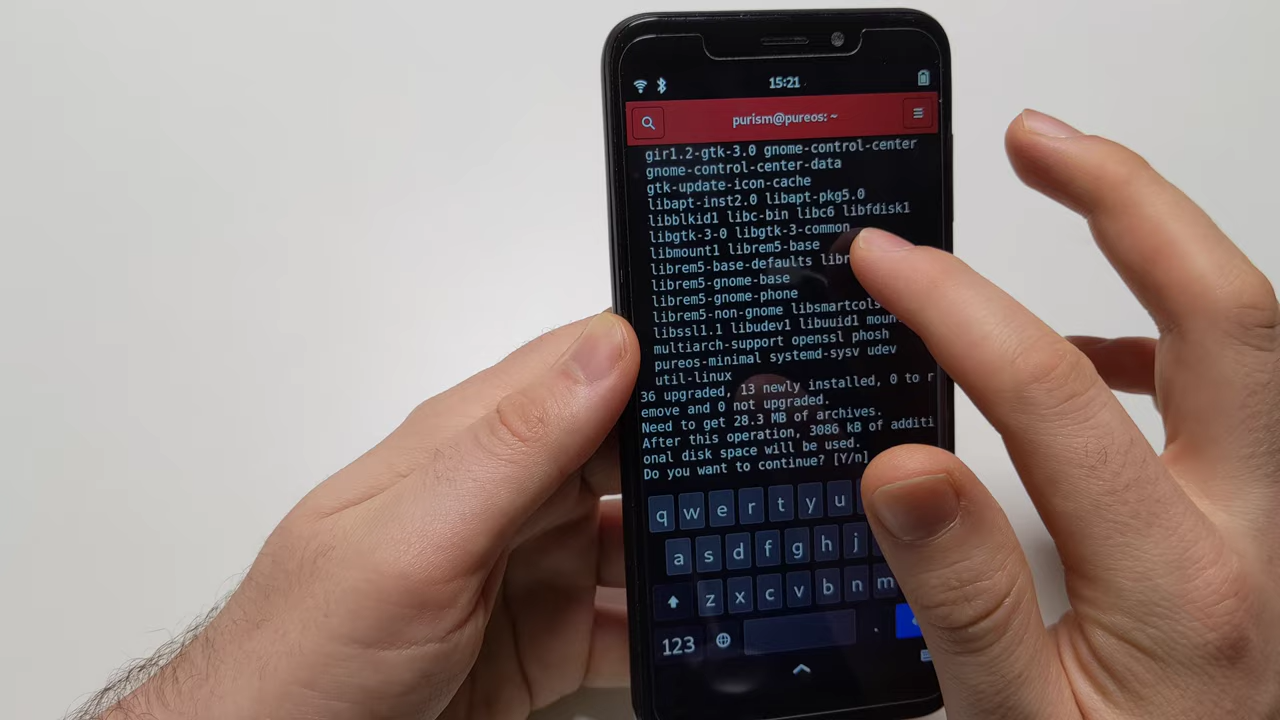 15:21
purism@pureos: ~
gir1.2-gtk-3.0 gnome-control-center
gnome-control-center-data
gtk-update-icon-cache
libapt-inst2.0 libapt-pkg5.0
libblkid1 libc-bin libc6 libfdisk1
libgtk-3-0 libgtk-3-common
libmount1 librem5-base
librem5-base-defaults libr
librem5-gnome-base
librem5-gnome-phone
librem5-non-gnome libsmartcols
libssl1.1 libudev1 libuuid1 moun
multiarch-support openssl phosh
pureos-minimal systemd-sysv udev
util-linux
36 upgraded, 13 newly installed, 0 to r
emove and 0 not upgraded.
Need to get 28.3 MB of archives.
After this operation, 3086 kB of additi
onal disk space will be used.
Do you want to continue? [Y/n]
q w e r t y u
a s d f g h j
z x c v b n m
123 .